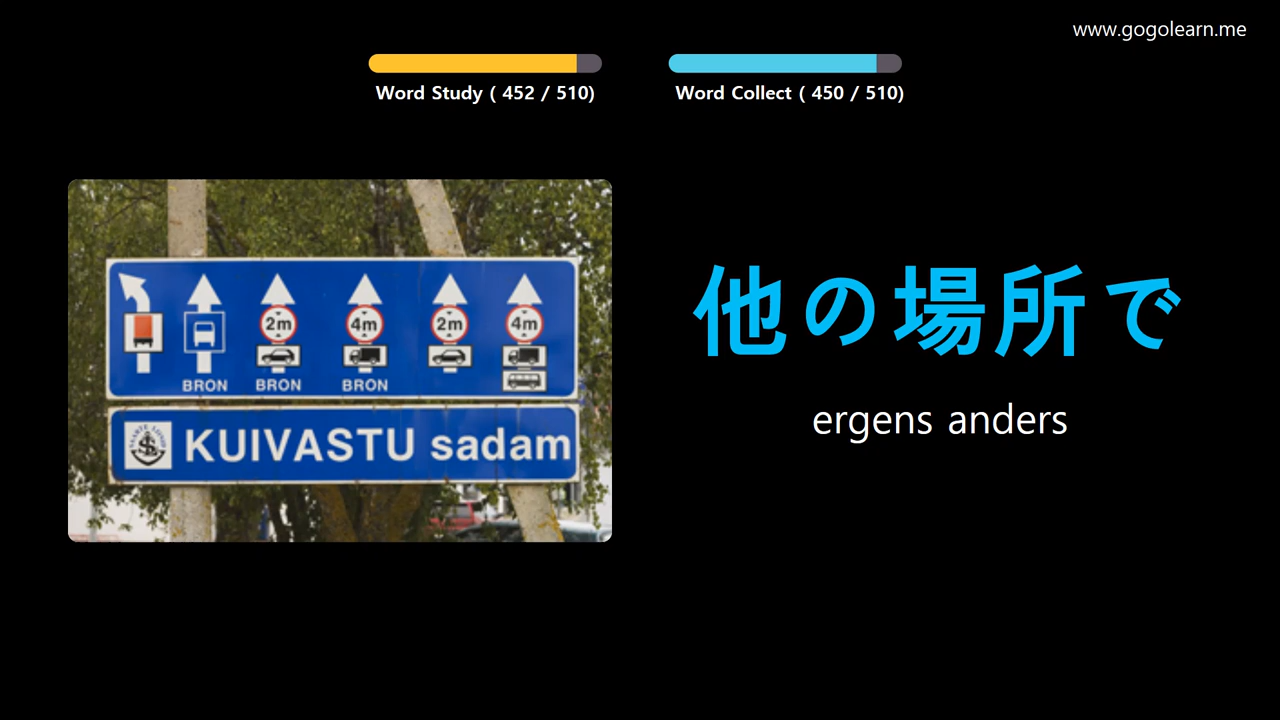 www.gogolearn.me
Word Study ( 452 / 510)
Word Collect ( 450 / 510)
2m 4m 2m 4m
BRON BRON BRON
KUIVASTU sadam
他の場所で
ergens anders